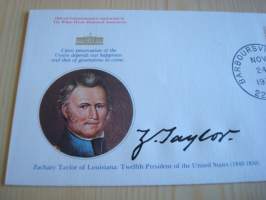 Official Commemorative authorized by
The White House Historical Association
Upon preservation of the
Union depends our happiness
and that of generations to come.
BARBOURSV
NOV
24
19
22
Z. Taylor.
Zachary Taylor of Louisiana: Twelfth President of the United States (1849-1850)